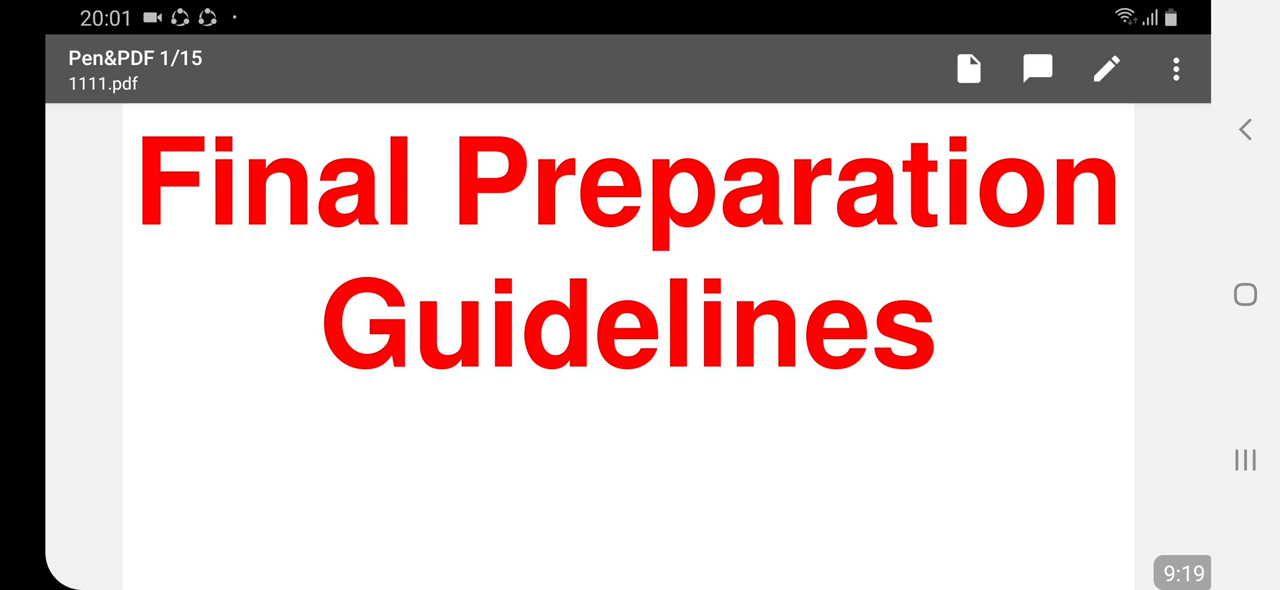 20:01
Pen&PDF 1/15
1111.pdf
Final Preparation
Guidelines
9:19